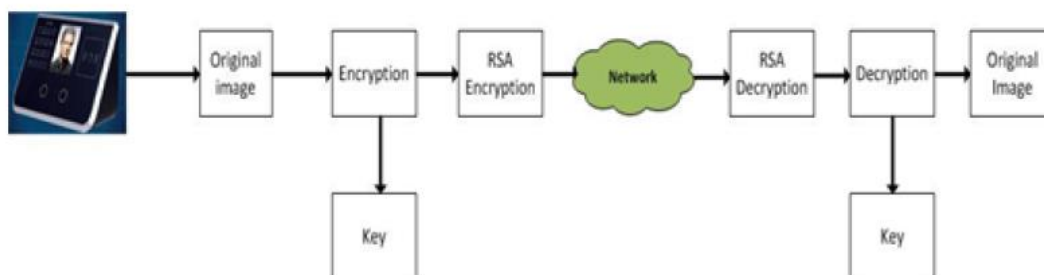 Original
image
Encryption
RSA
Encryption
Network
RSA
Decryption
Decryption
Original
Image
Key
Key